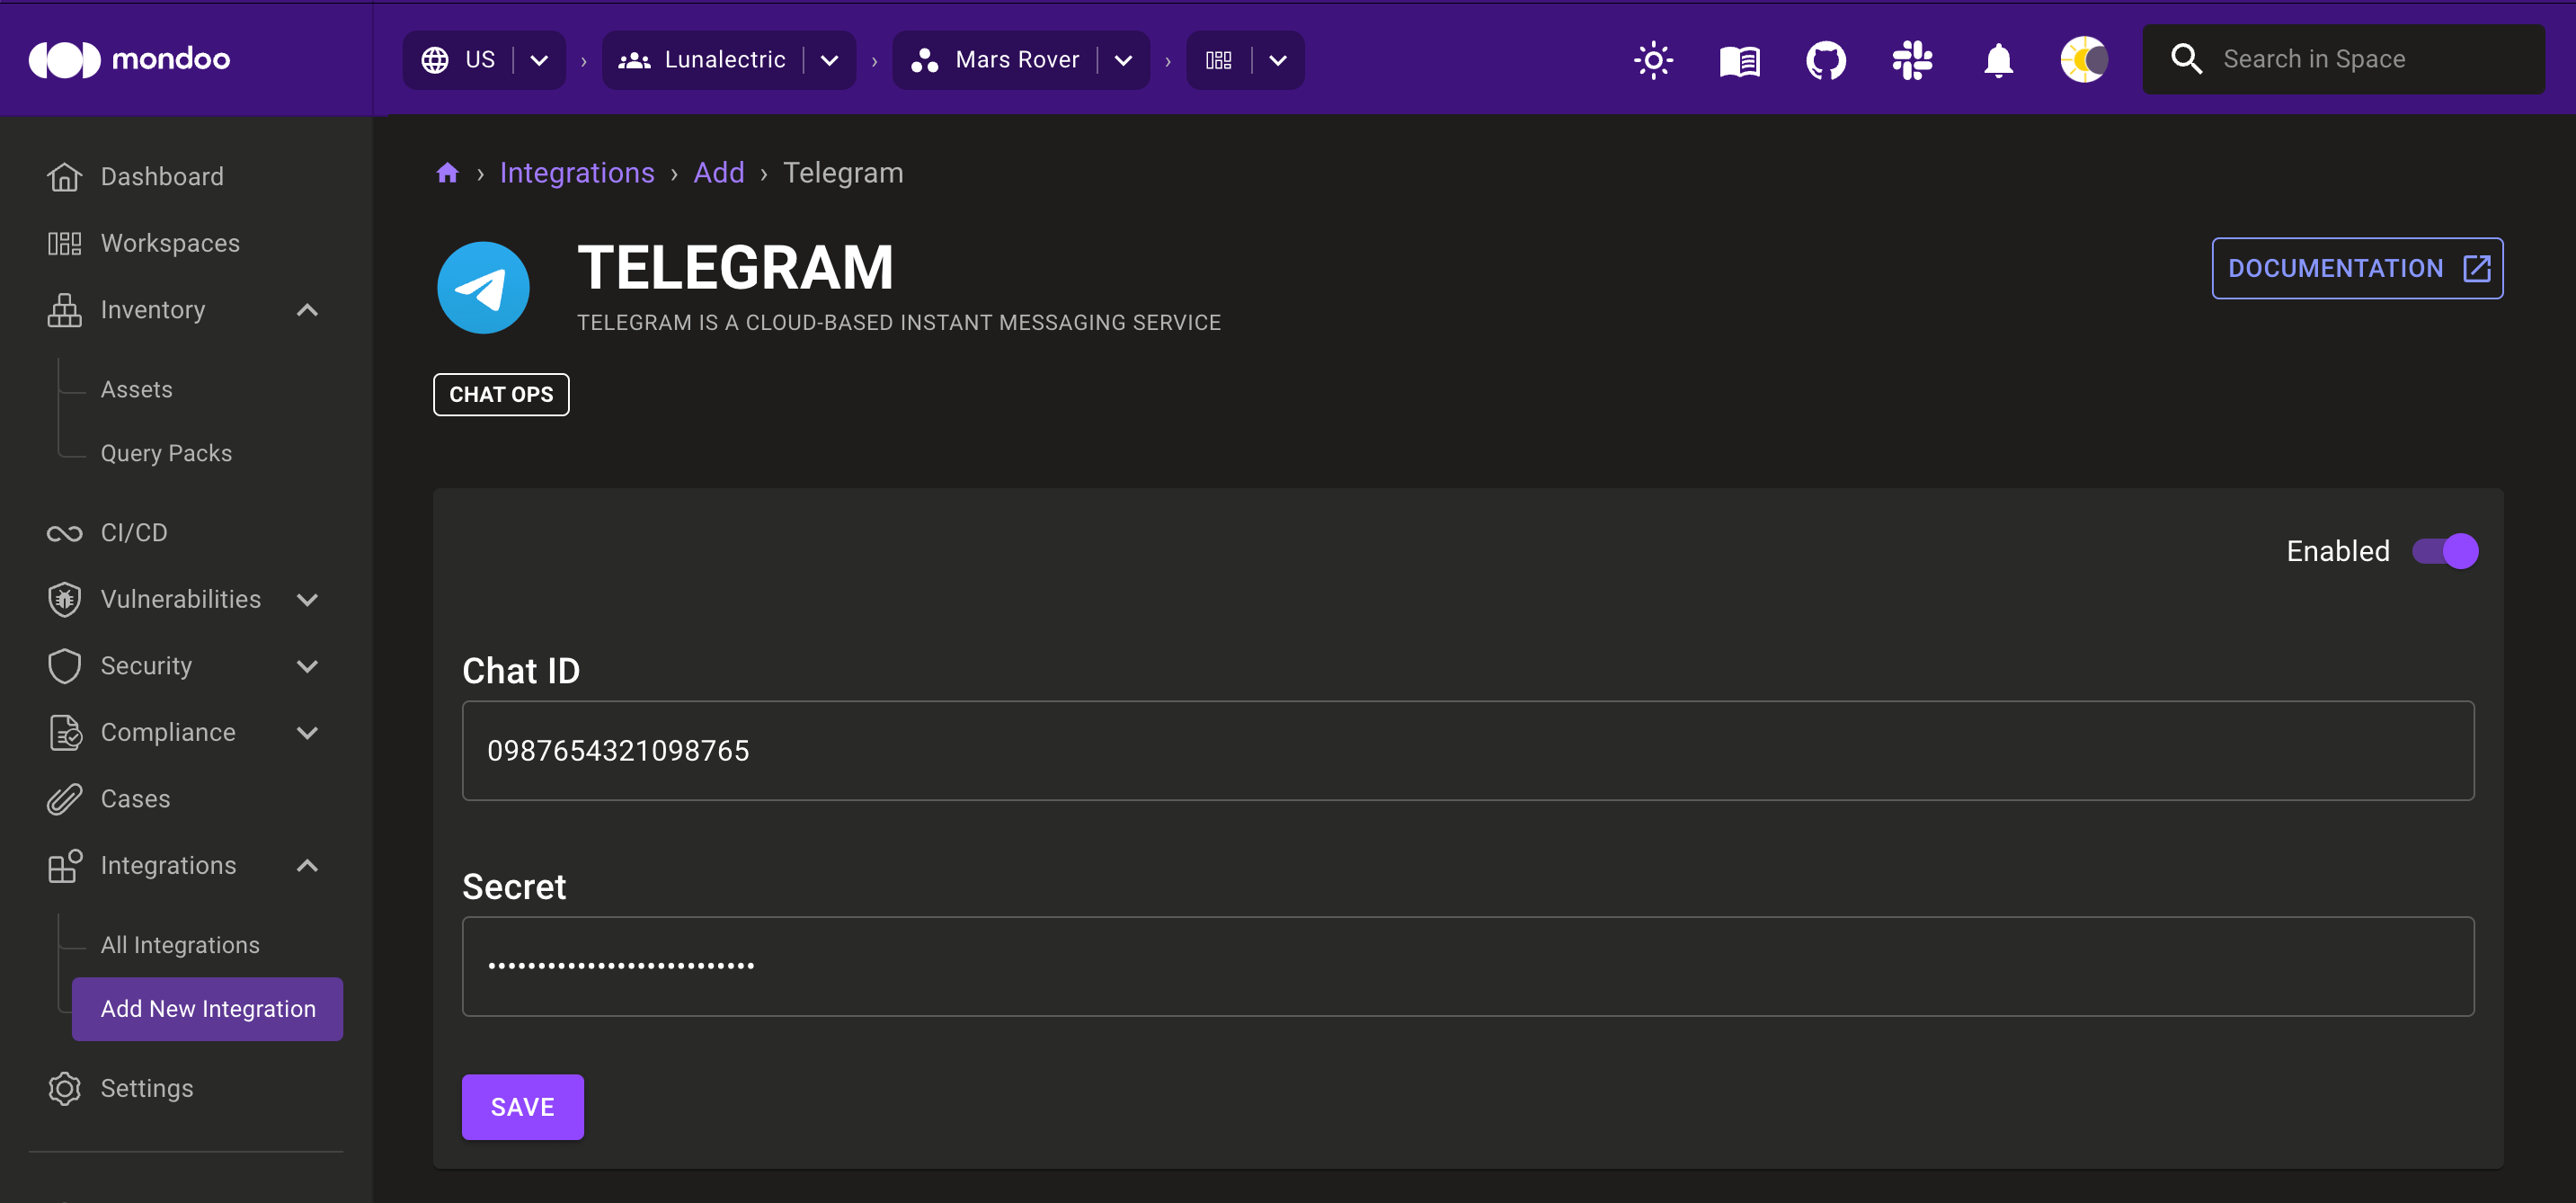 mondoo
US
Lunalectric
Mars Rover
Search in Space
Dashboard
Workspaces
Inventory
Assets
Query Packs
CI/CD
Vulnerabilities
Security
Compliance
Cases
Integrations
All Integrations
Add New Integration
Settings
Integrations › Add › Telegram
TELEGRAM
TELEGRAM IS A CLOUD-BASED INSTANT MESSAGING SERVICE
DOCUMENTATION
CHAT OPS
Enabled
Chat ID
0987654321098765
Secret
•••••••••••••••••••••••••••
SAVE